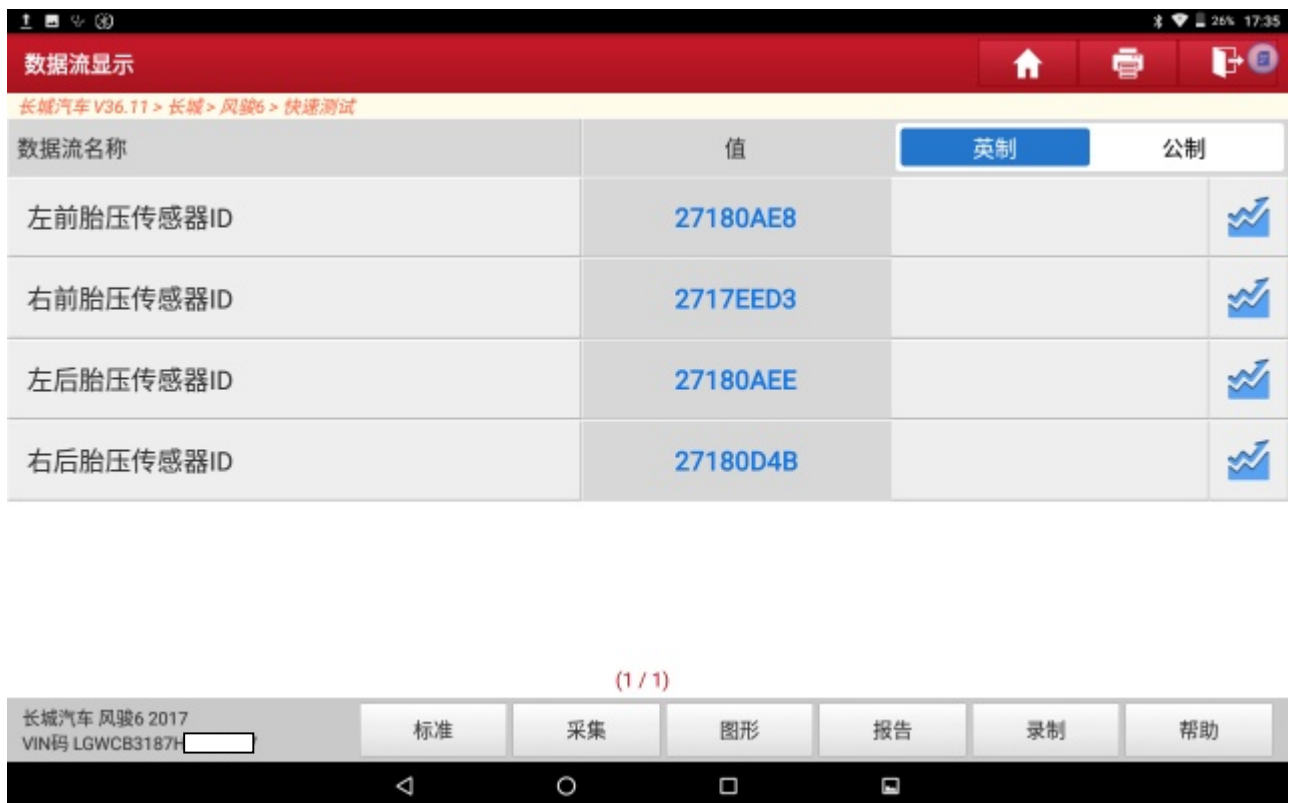 26% 17:35
数据流显示
长城汽车 V36.11 > 长城 > 风骏6 > 快速测试
数据流名称 值 英制 公制
左前胎压传感器ID 27180AE8
右前胎压传感器ID 2717EED3
左后胎压传感器ID 27180AEE
右后胎压传感器ID 27180D4B
(1 / 1)
长城汽车 风骏6 2017
VIN码 LGWCB3187H
标准 采集 图形 报告 录制 帮助